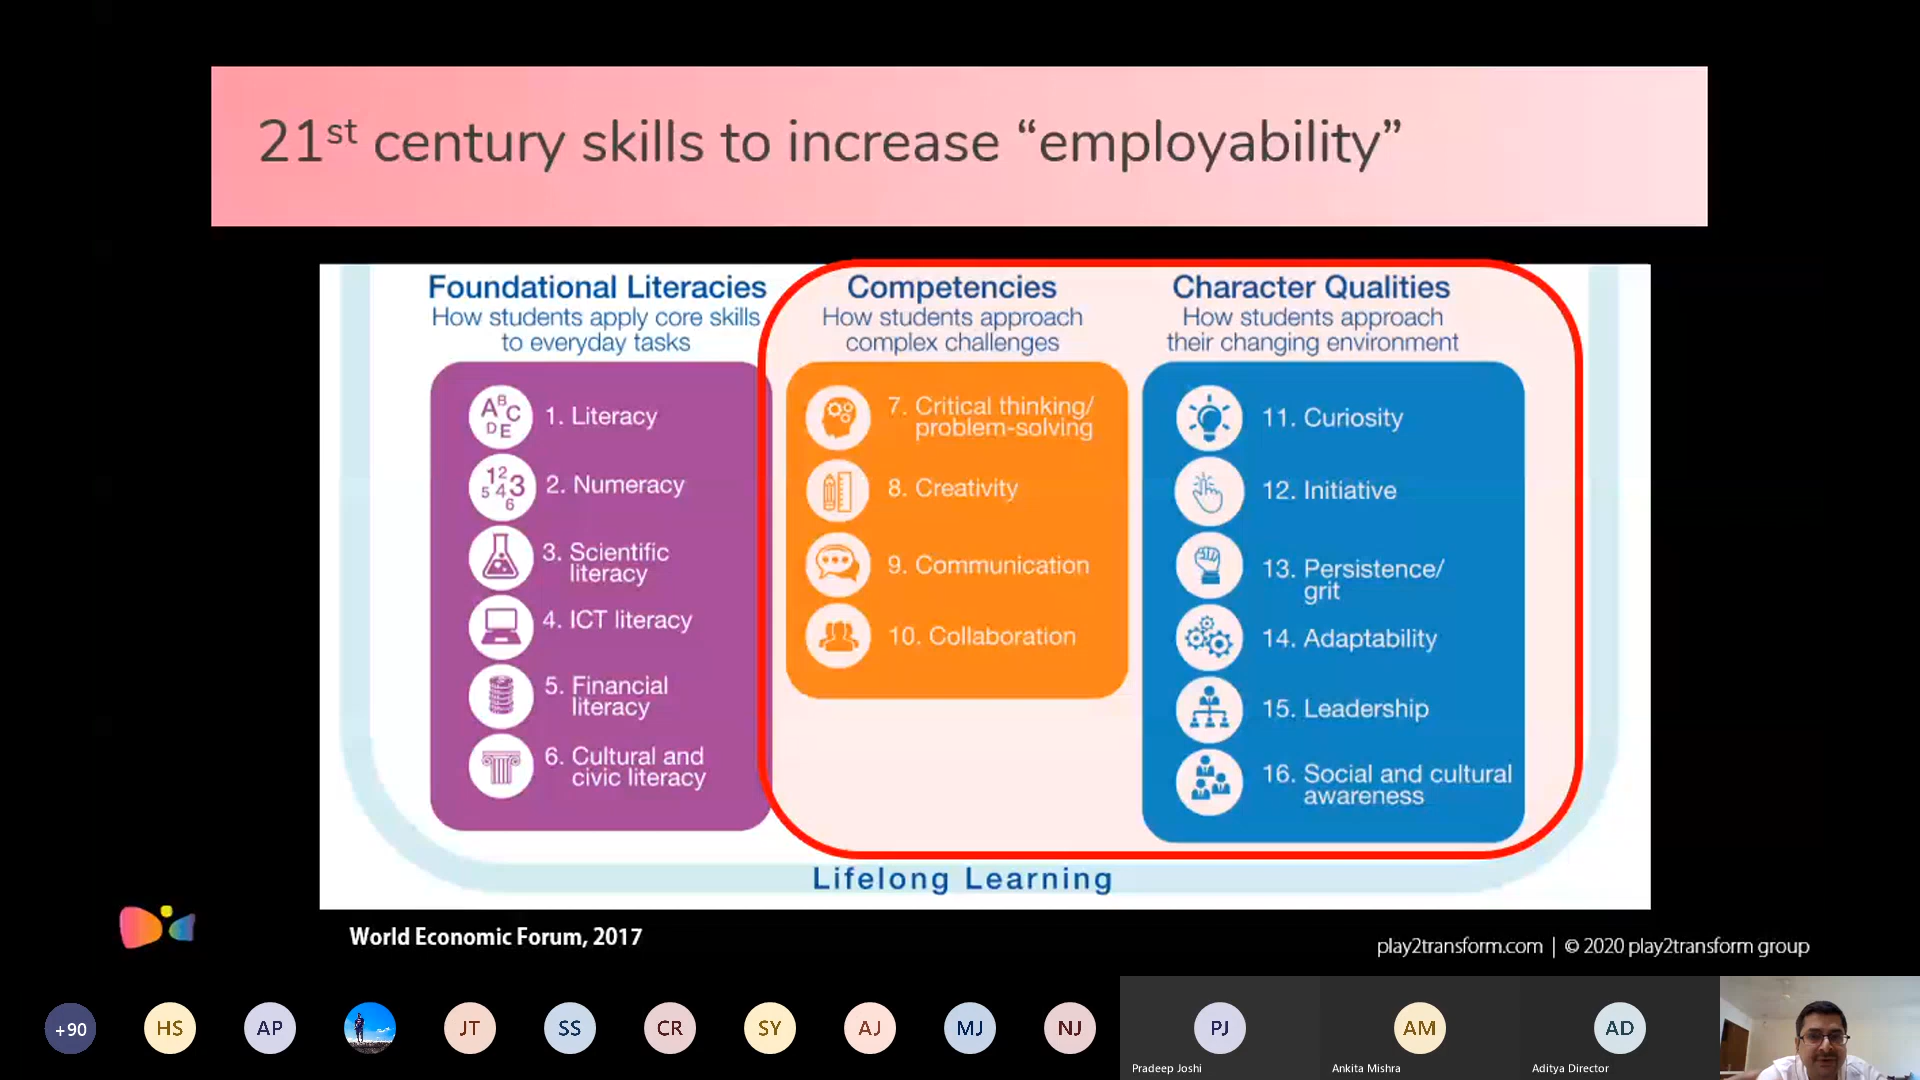 21st century skills to increase “employability”
Foundational Literacies
How students apply core skills
to everyday tasks
ABC
DE
1. Literacy
12
543
6
2. Numeracy
3. Scientific
literacy
4. ICT literacy
5. Financial
literacy
6. Cultural and
civic literacy
Competencies
How students approach
complex challenges
7. Critical thinking/
problem-solving
8. Creativity
9. Communication
10. Collaboration
Character Qualities
How students approach
their changing environment
11. Curiosity
12. Initiative
13. Persistence/
grit
14. Adaptability
15. Leadership
16. Social and cultural
awareness
Lifelong Learning
World Economic Forum, 2017
play2transform.com | © 2020 play2transform group
+90
HS
AP
JT
SS
CR
SY
AJ
MJ
NJ
PJ
Pradeep Joshi
AM
Ankita Mishra
AD
Aditya Director